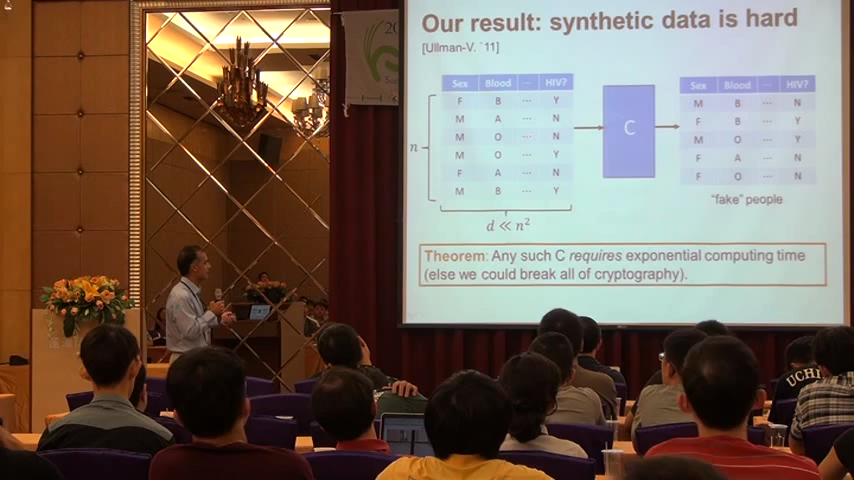 Our result: synthetic data is hard
[Ullman-V. `11]
Sex Blood ... HIV?
F B ... Y
M A ... N
M O ... N
M O ... Y
F A ... N
M B ... Y
n
d ≪ n²
C
Sex Blood ... HIV?
M B ... N
F B ... Y
M O ... Y
F A ... N
F O ... N
"fake" people
Theorem: Any such C requires exponential computing time
(else we could break all of cryptography).
20
UCHI